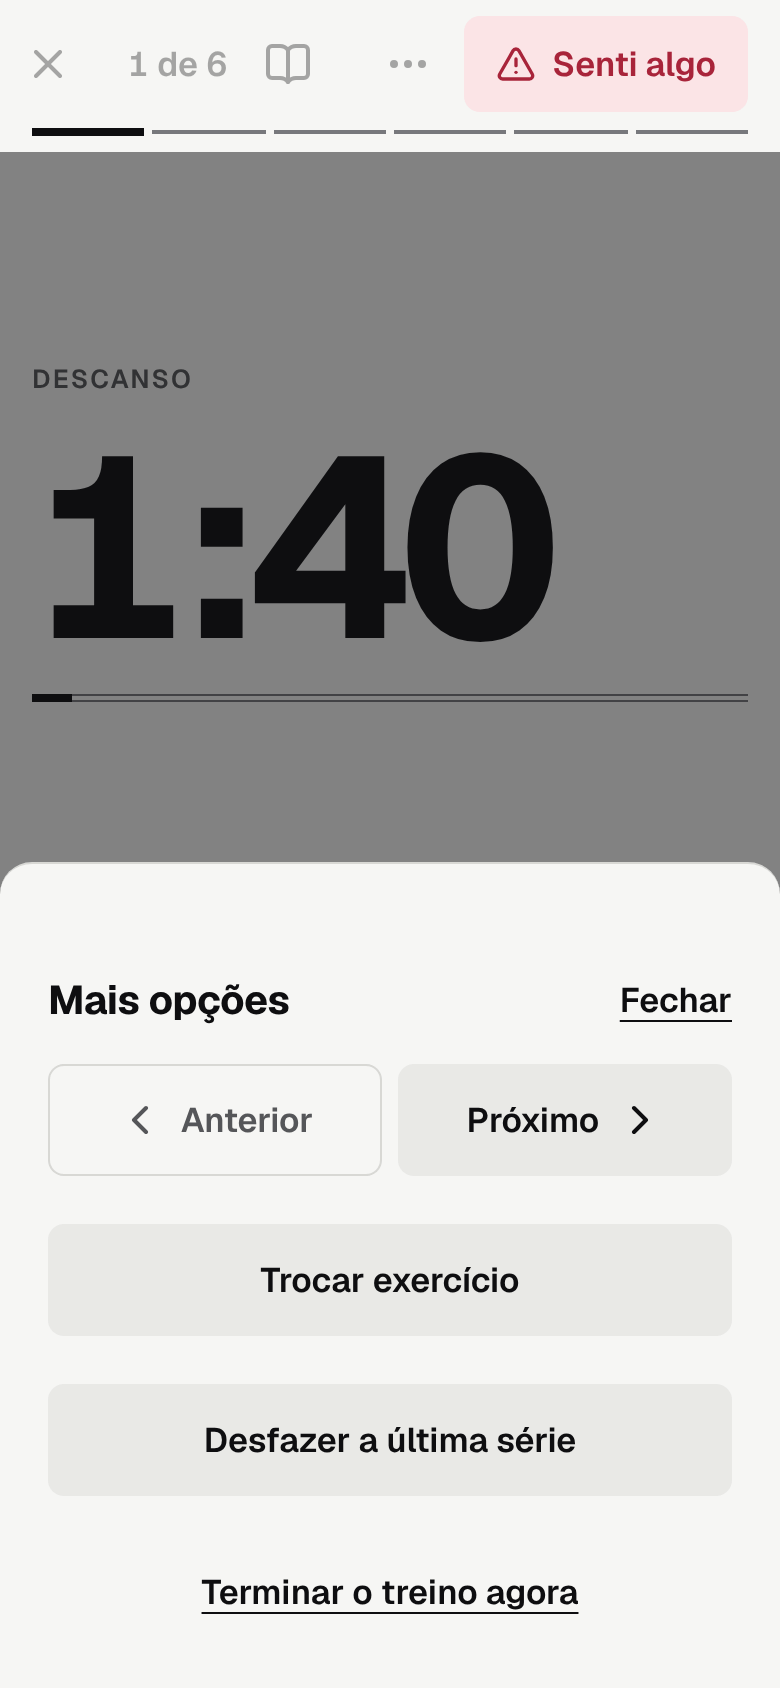 1 de 6
Senti algo
DESCANSO
1:40
Mais opções
Fechar
Anterior
Próximo
Trocar exercício
Desfazer a última série
Terminar o treino agora